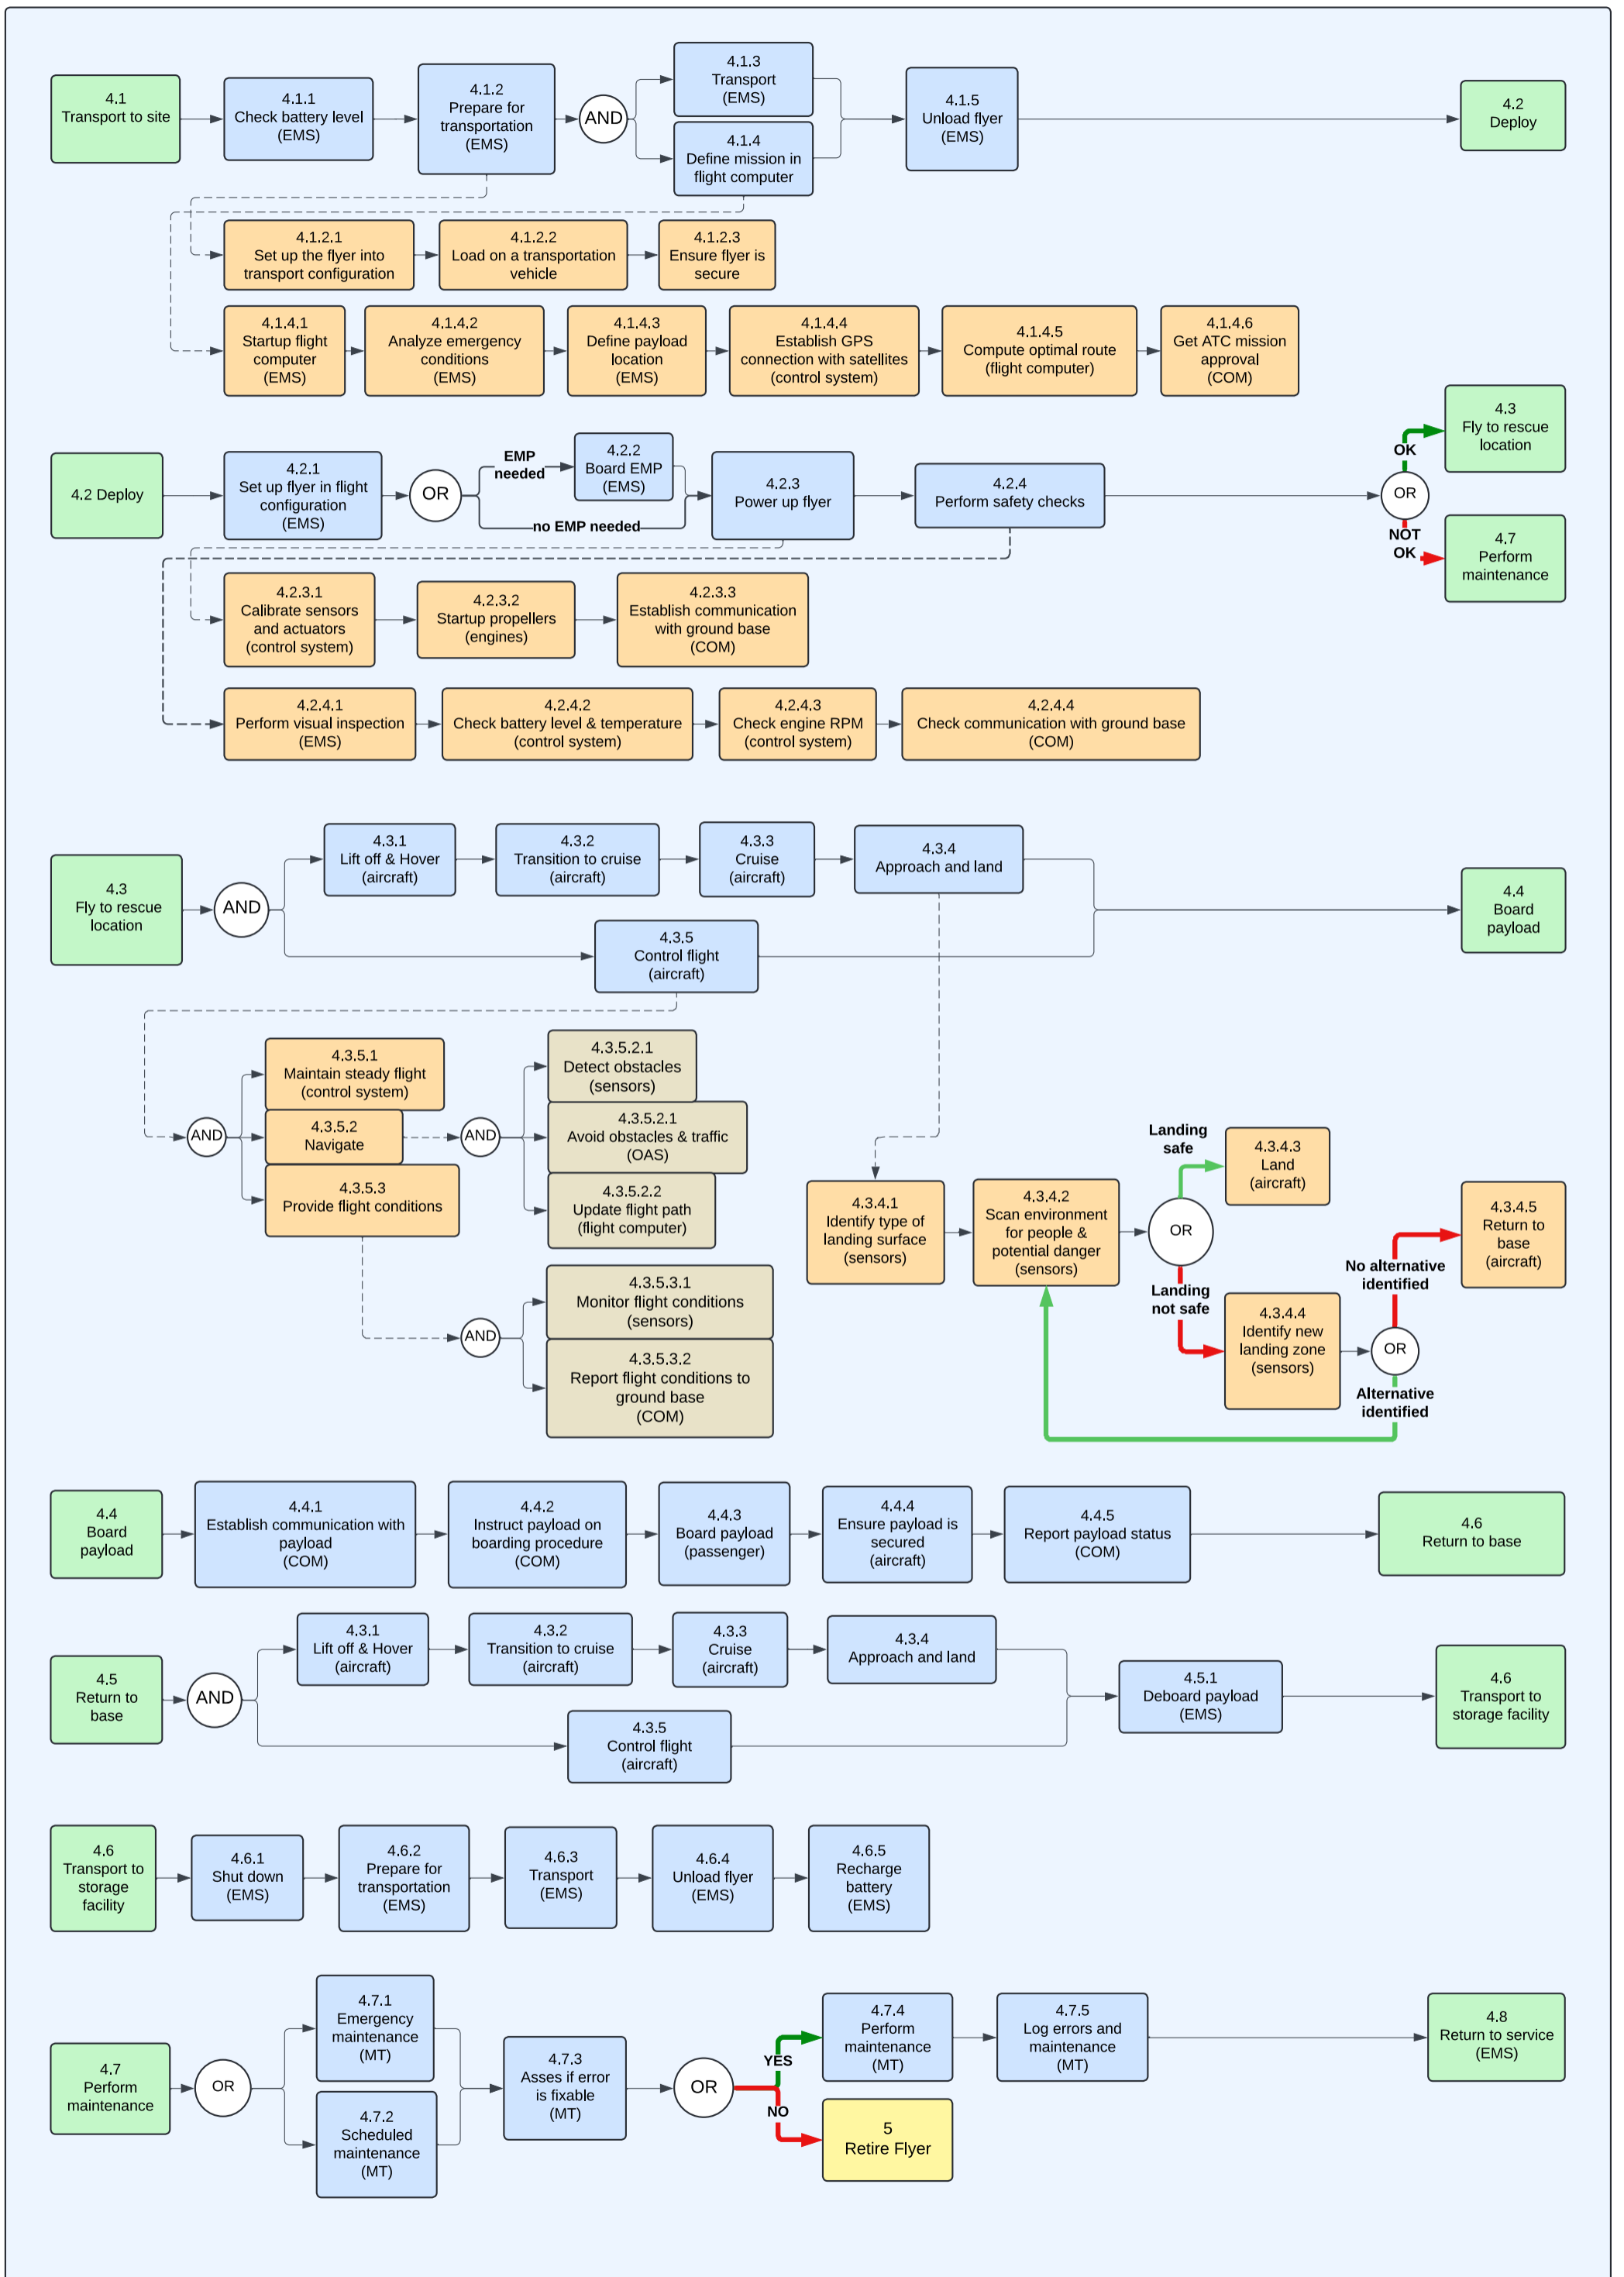 4.1
Transport to site
4.1.1
Check battery level
(EMS)
4.1.2
Prepare for
transportation
(EMS)
AND
4.1.3
Transport
(EMS)
4.1.4
Define mission in
flight computer
4.1.5
Unload flyer
(EMS)
4.2
Deploy
4.1.2.1
Set up the flyer into
transport configuration
4.1.2.2
Load on a transportation
vehicle
4.1.2.3
Ensure flyer is
secure
4.1.4.1
Startup flight
computer
(EMS)
4.1.4.2
Analyze emergency
conditions
(EMS)
4.1.4.3
Define payload
location
(EMS)
4.1.4.4
Establish GPS
connection with satellites
(control system)
4.1.4.5
Compute optimal route
(flight computer)
4.1.4.6
Get ATC mission
approval
(COM)
4.2 Deploy
4.2.1
Set up flyer in flight
configuration
(EMS)
OR
EMP
needed
no EMP needed
4.2.2
Board EMP
(EMS)
4.2.3
Power up flyer
4.2.4
Perform safety checks
OR
OK
NOT
OK
4.3
Fly to rescue
location
4.7
Perform
maintenance
4.2.3.1
Calibrate sensors
and actuators
(control system)
4.2.3.2
Startup propellers
(engines)
4.2.3.3
Establish communication
with ground base
(COM)
4.2.4.1
Perform visual inspection
(EMS)
4.2.4.2
Check battery level & temperature
(control system)
4.2.4.3
Check engine RPM
(control system)
4.2.4.4
Check communication with ground base
(COM)
4.3
Fly to rescue
location
AND
4.3.1
Lift off & Hover
(aircraft)
4.3.2
Transition to cruise
(aircraft)
4.3.3
Cruise
(aircraft)
4.3.4
Approach and land
4.3.5
Control flight
(aircraft)
4.4
Board
payload
AND
4.3.5.1
Maintain steady flight
(control system)
4.3.5.2
Navigate
4.3.5.3
Provide flight conditions
AND
4.3.5.2.1
Detect obstacles
(sensors)
4.3.5.2.1
Avoid obstacles & traffic
(OAS)
4.3.5.2.2
Update flight path
(flight computer)
AND
4.3.5.3.1
Monitor flight conditions
(sensors)
4.3.5.3.2
Report flight conditions to
ground base
(COM)
4.3.4.1
Identify type of
landing surface
(sensors)
4.3.4.2
Scan environment
for people &
potential danger
(sensors)
OR
Landing
safe
Landing
not safe
4.3.4.3
Land
(aircraft)
4.3.4.4
Identify new
landing zone
(sensors)
OR
No alternative
identified
Alternative
identified
4.3.4.5
Return to
base
(aircraft)
4.4
Board
payload
4.4.1
Establish communication with
payload
(COM)
4.4.2
Instruct payload on
boarding procedure
(COM)
4.4.3
Board payload
(passenger)
4.4.4
Ensure payload is
secured
(aircraft)
4.4.5
Report payload status
(COM)
4.6
Return to base
4.5
Return to
base
AND
4.3.1
Lift off & Hover
(aircraft)
4.3.2
Transition to cruise
(aircraft)
4.3.3
Cruise
(aircraft)
4.3.4
Approach and land
4.3.5
Control flight
(aircraft)
4.5.1
Deboard payload
(EMS)
4.6
Transport to
storage facility
4.6
Transport to
storage
facility
4.6.1
Shut down
(EMS)
4.6.2
Prepare for
transportation
(EMS)
4.6.3
Transport
(EMS)
4.6.4
Unload flyer
(EMS)
4.6.5
Recharge
battery
(EMS)
4.7
Perform
maintenance
OR
4.7.1
Emergency
maintenance
(MT)
4.7.2
Scheduled
maintenance
(MT)
4.7.3
Asses if error
is fixable
(MT)
OR
YES
NO
4.7.4
Perform
maintenance
(MT)
4.7.5
Log errors and
maintenance
(MT)
4.8
Return to service
(EMS)
5
Retire Flyer